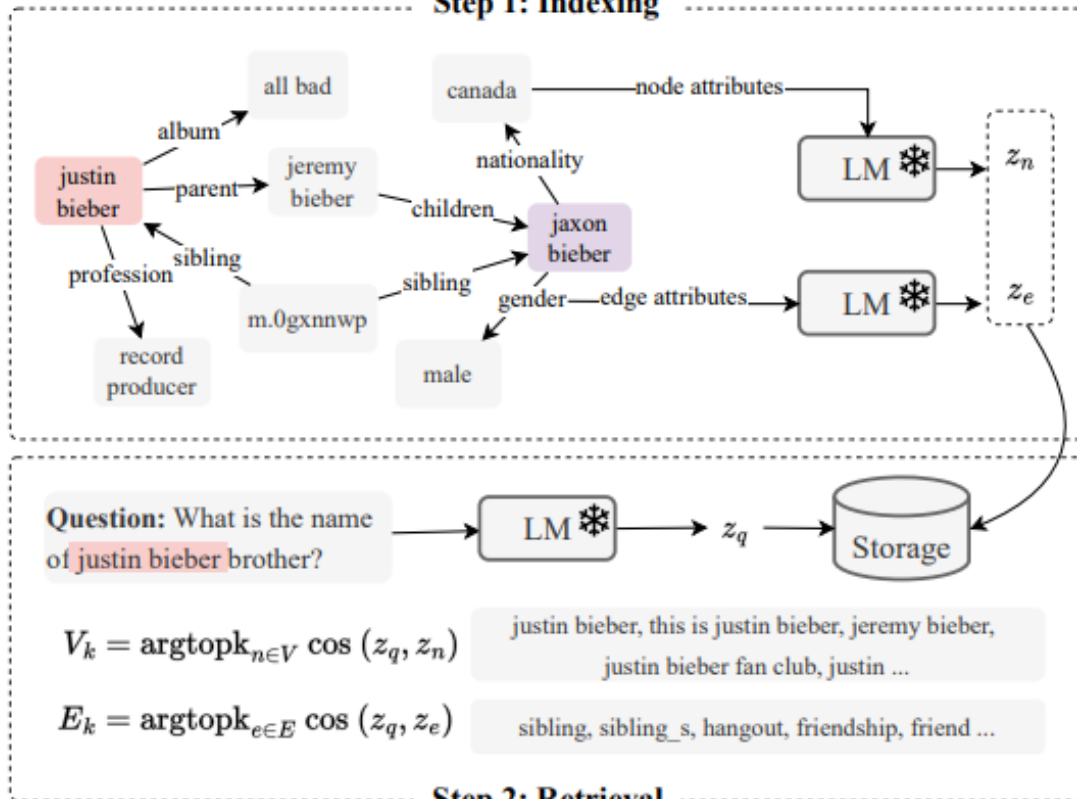 Step 1: Indexing
all bad
canada
node attributes
album
LM
z_n
justin
bieber
parent
jeremy
bieber
nationality
children
jaxon
bieber
sibling
profession
sibling
gender
edge attributes
LM
z_e
m.0gxnnwp
record
producer
male
Question: What is the name
of justin bieber brother?
LM
z_q
Storage
V_k = argtopk_{n∈V} cos (z_q, z_n)
justin bieber, this is justin bieber, jeremy bieber,
justin bieber fan club, justin ...
E_k = argtopk_{e∈E} cos (z_q, z_e)
sibling, sibling_s, hangout, friendship, friend ...
Step 2: Retrieval